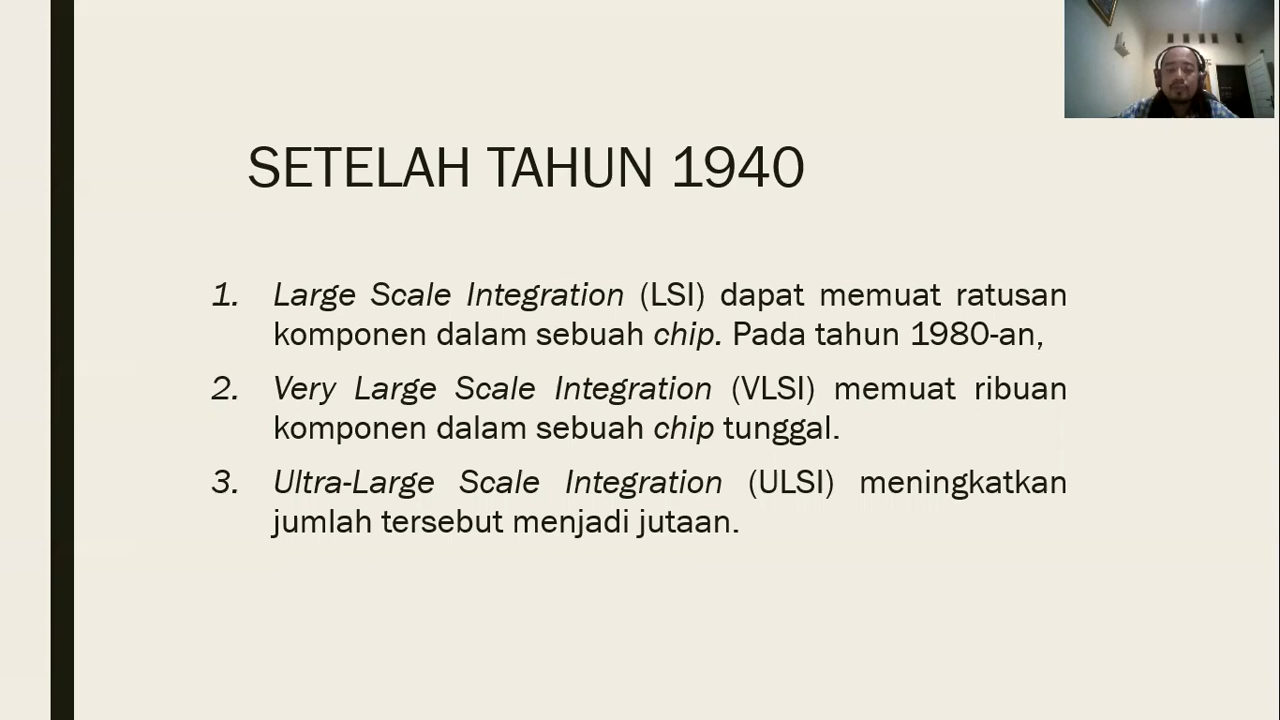 SETELAH TAHUN 1940
1. Large Scale Integration (LSI) dapat memuat ratusan
komponen dalam sebuah chip. Pada tahun 1980-an,
2. Very Large Scale Integration (VLSI) memuat ribuan
komponen dalam sebuah chip tunggal.
3. Ultra-Large Scale Integration (ULSI) meningkatkan
jumlah tersebut menjadi jutaan.